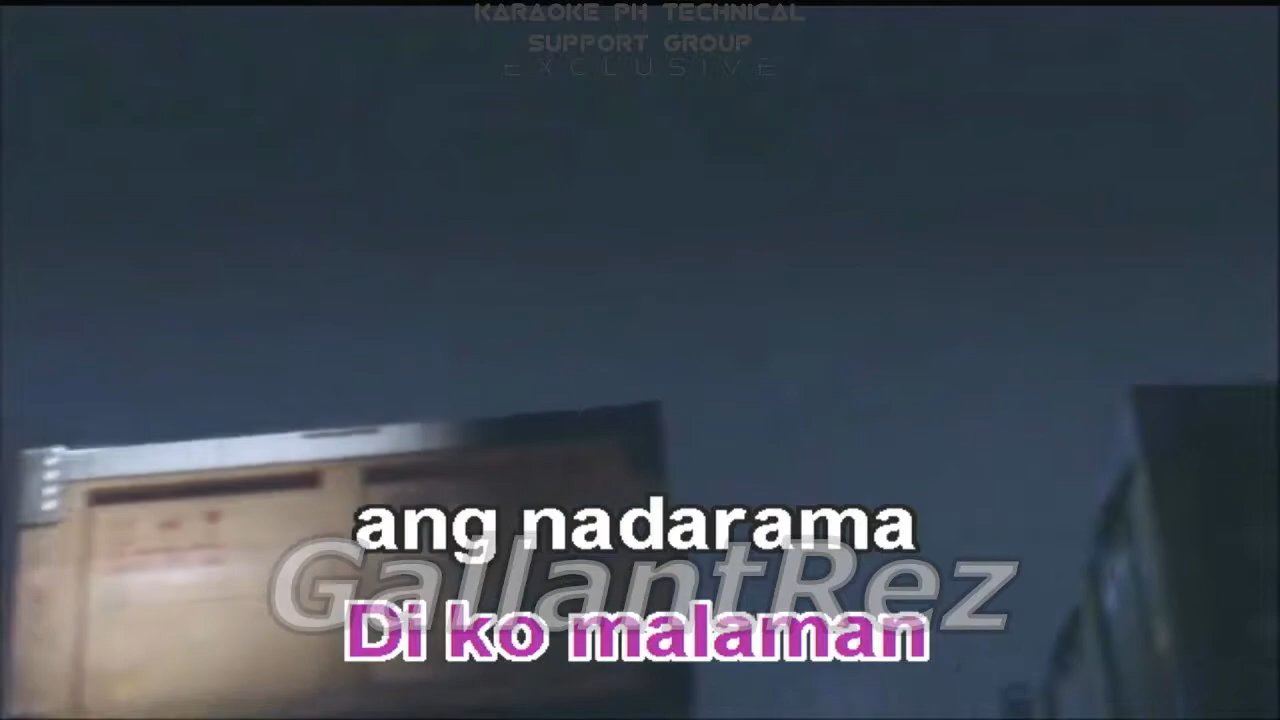 KARAOKE PH TECHNICAL
SUPPORT GROUP
EXCLUSIVE
ang nadarama
GallantRez
Di ko malaman